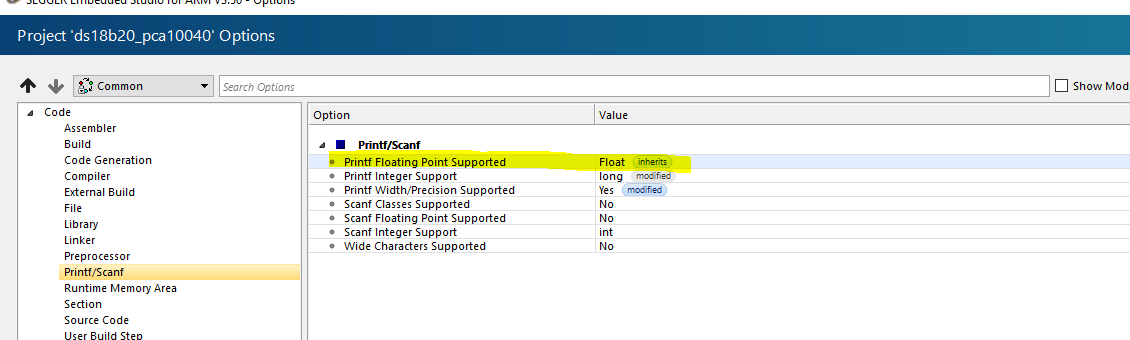 SEGGER Embedded Studio for ARM V3.30 - Options
Project 'ds18b20_pca10040' Options
Common
Search Options
Show Mod
Code
Assembler
Build
Code Generation
Compiler
External Build
File
Library
Linker
Preprocessor
Printf/Scanf
Runtime Memory Area
Section
Source Code
User Build Step
Option Value
Printf/Scanf
Printf Floating Point Supported Float inherits
Printf Integer Support long modified
Printf Width/Precision Supported Yes modified
Scanf Classes Supported No
Scanf Floating Point Supported No
Scanf Integer Support int
Wide Characters Supported No